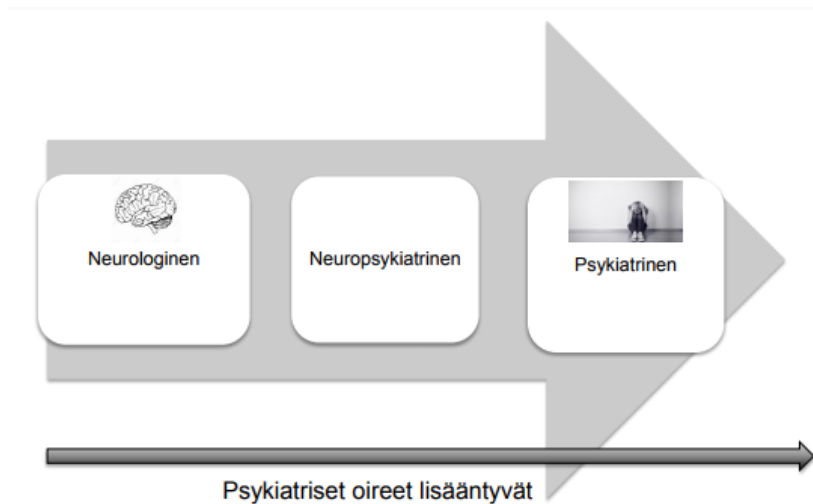 Neurologinen
Neuropsykiatrinen
Psykiatrinen
Psykiatriset oireet lisääntyvät